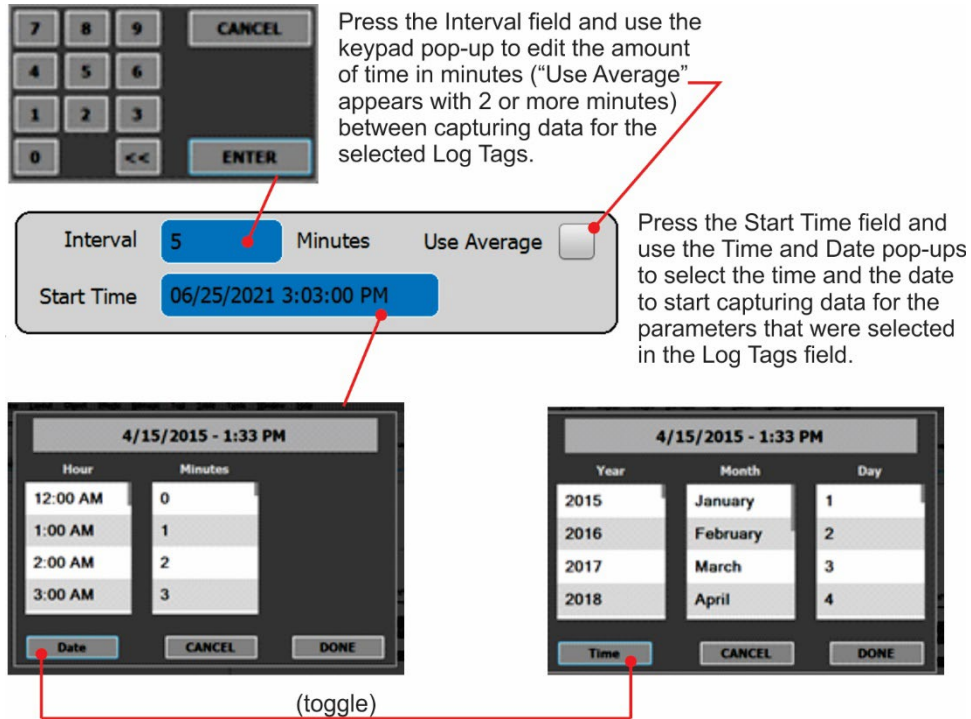 7 8 9 CANCEL
4 5 6
1 2 3
0 << ENTER
Press the Interval field and use the
keypad pop-up to edit the amount
of time in minutes (“Use Average”
appears with 2 or more minutes)
between capturing data for the
selected Log Tags.
Interval 5 Minutes Use Average
Start Time 06/25/2021 3:03:00 PM
Press the Start Time field and
use the Time and Date pop-ups
to select the time and the date
to start capturing data for the
parameters that were selected
in the Log Tags field.
4/15/2015 - 1:33 PM
Hour Minutes
12:00 AM 0
1:00 AM 1
2:00 AM 2
3:00 AM 3
Date CANCEL DONE
4/15/2015 - 1:33 PM
Year Month Day
2015 January 1
2016 February 2
2017 March 3
2018 April 4
Time CANCEL DONE
(toggle)